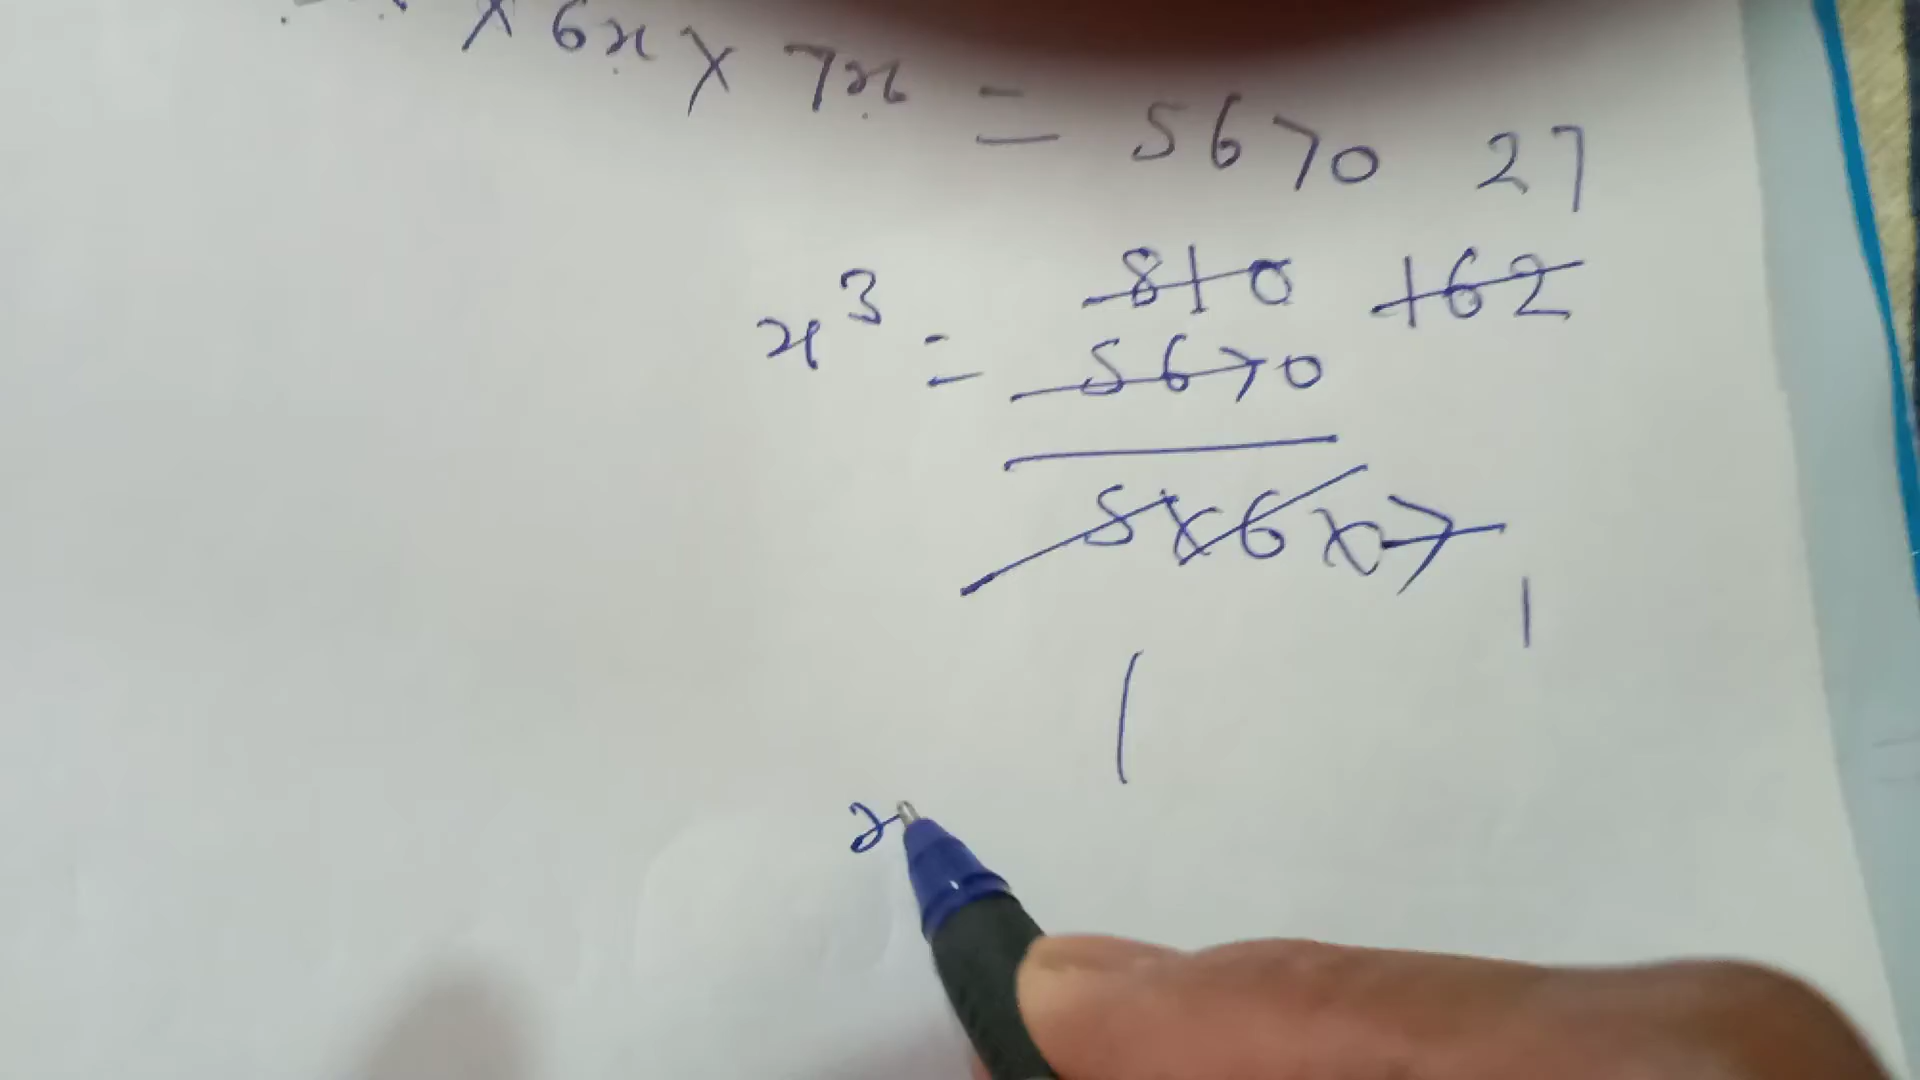 × 6x × 7x = 5670 27
810 162
x³ = 5670
5×6×7
1
1
x